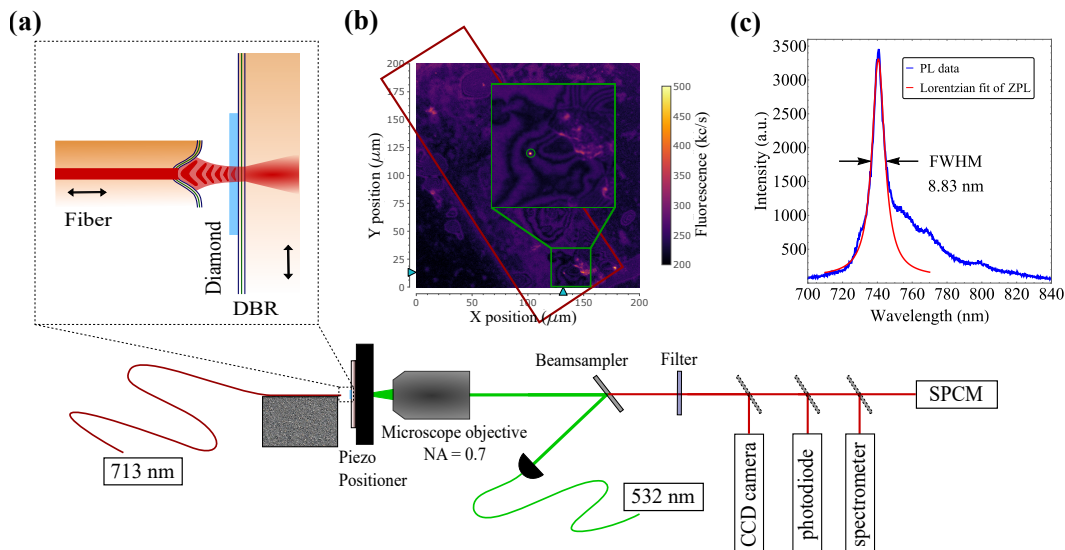 (a)
Fiber
Diamond
DBR
(b)
200
175
150
125
100
75
50
25
0
Y position (μm)
0
50
100
150
200
X position (μm)
500
450
400
350
300
250
200
Fluorescence (kc/s)
(c)
3500
3000
2500
2000
1500
1000
500
Intensity (a.u.)
PL data
Lorentzian fit of ZPL
FWHM
8.83 nm
700
720
740
760
780
800
820
840
Wavelength (nm)
713 nm
Piezo
Positioner
Microscope objective
NA = 0.7
Beamsampler
Filter
532 nm
SPCM
CCD camera
photodiode
spectrometer